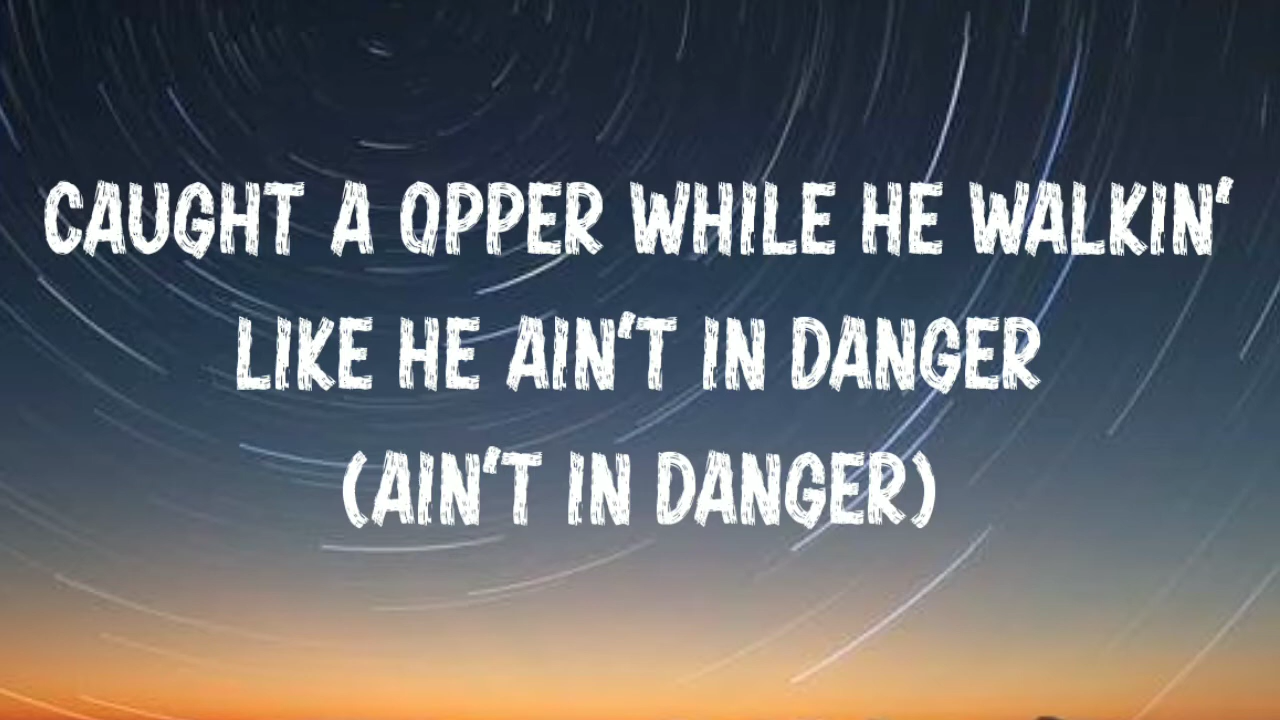 CAUGHT A OPPER WHILE HE WALKIN'
LIKE HE AIN'T IN DANGER
(AIN'T IN DANGER)